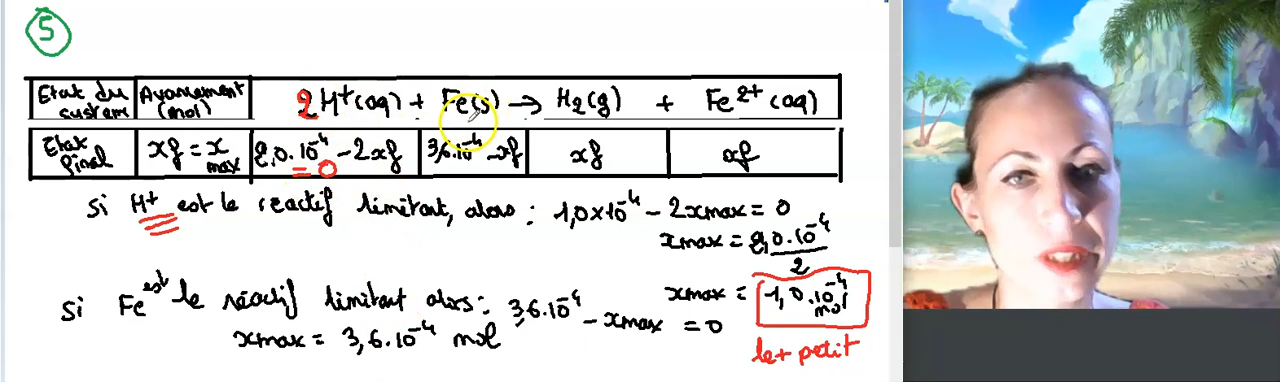 5
Etat du système | Avancement (mol) | 2 H+(aq) + Fe(s) → H2(g) + Fe2+ (aq)
Etat final | xf = xmax | 2,0.10⁻⁴ - 2xf = 0 | 3,6.10⁻⁴ - xf | xf | xf
Si H+ est le réactif limitant, alors : 1,0×10⁻⁴ - 2xmax = 0
xmax = 2,0.10⁻⁴ / 2
xmax = 1,0.10⁻⁴ mol
Si Fe est le réactif limitant alors : 3,6.10⁻⁴ - xmax = 0
xmax = 3,6.10⁻⁴ mol
le + petit